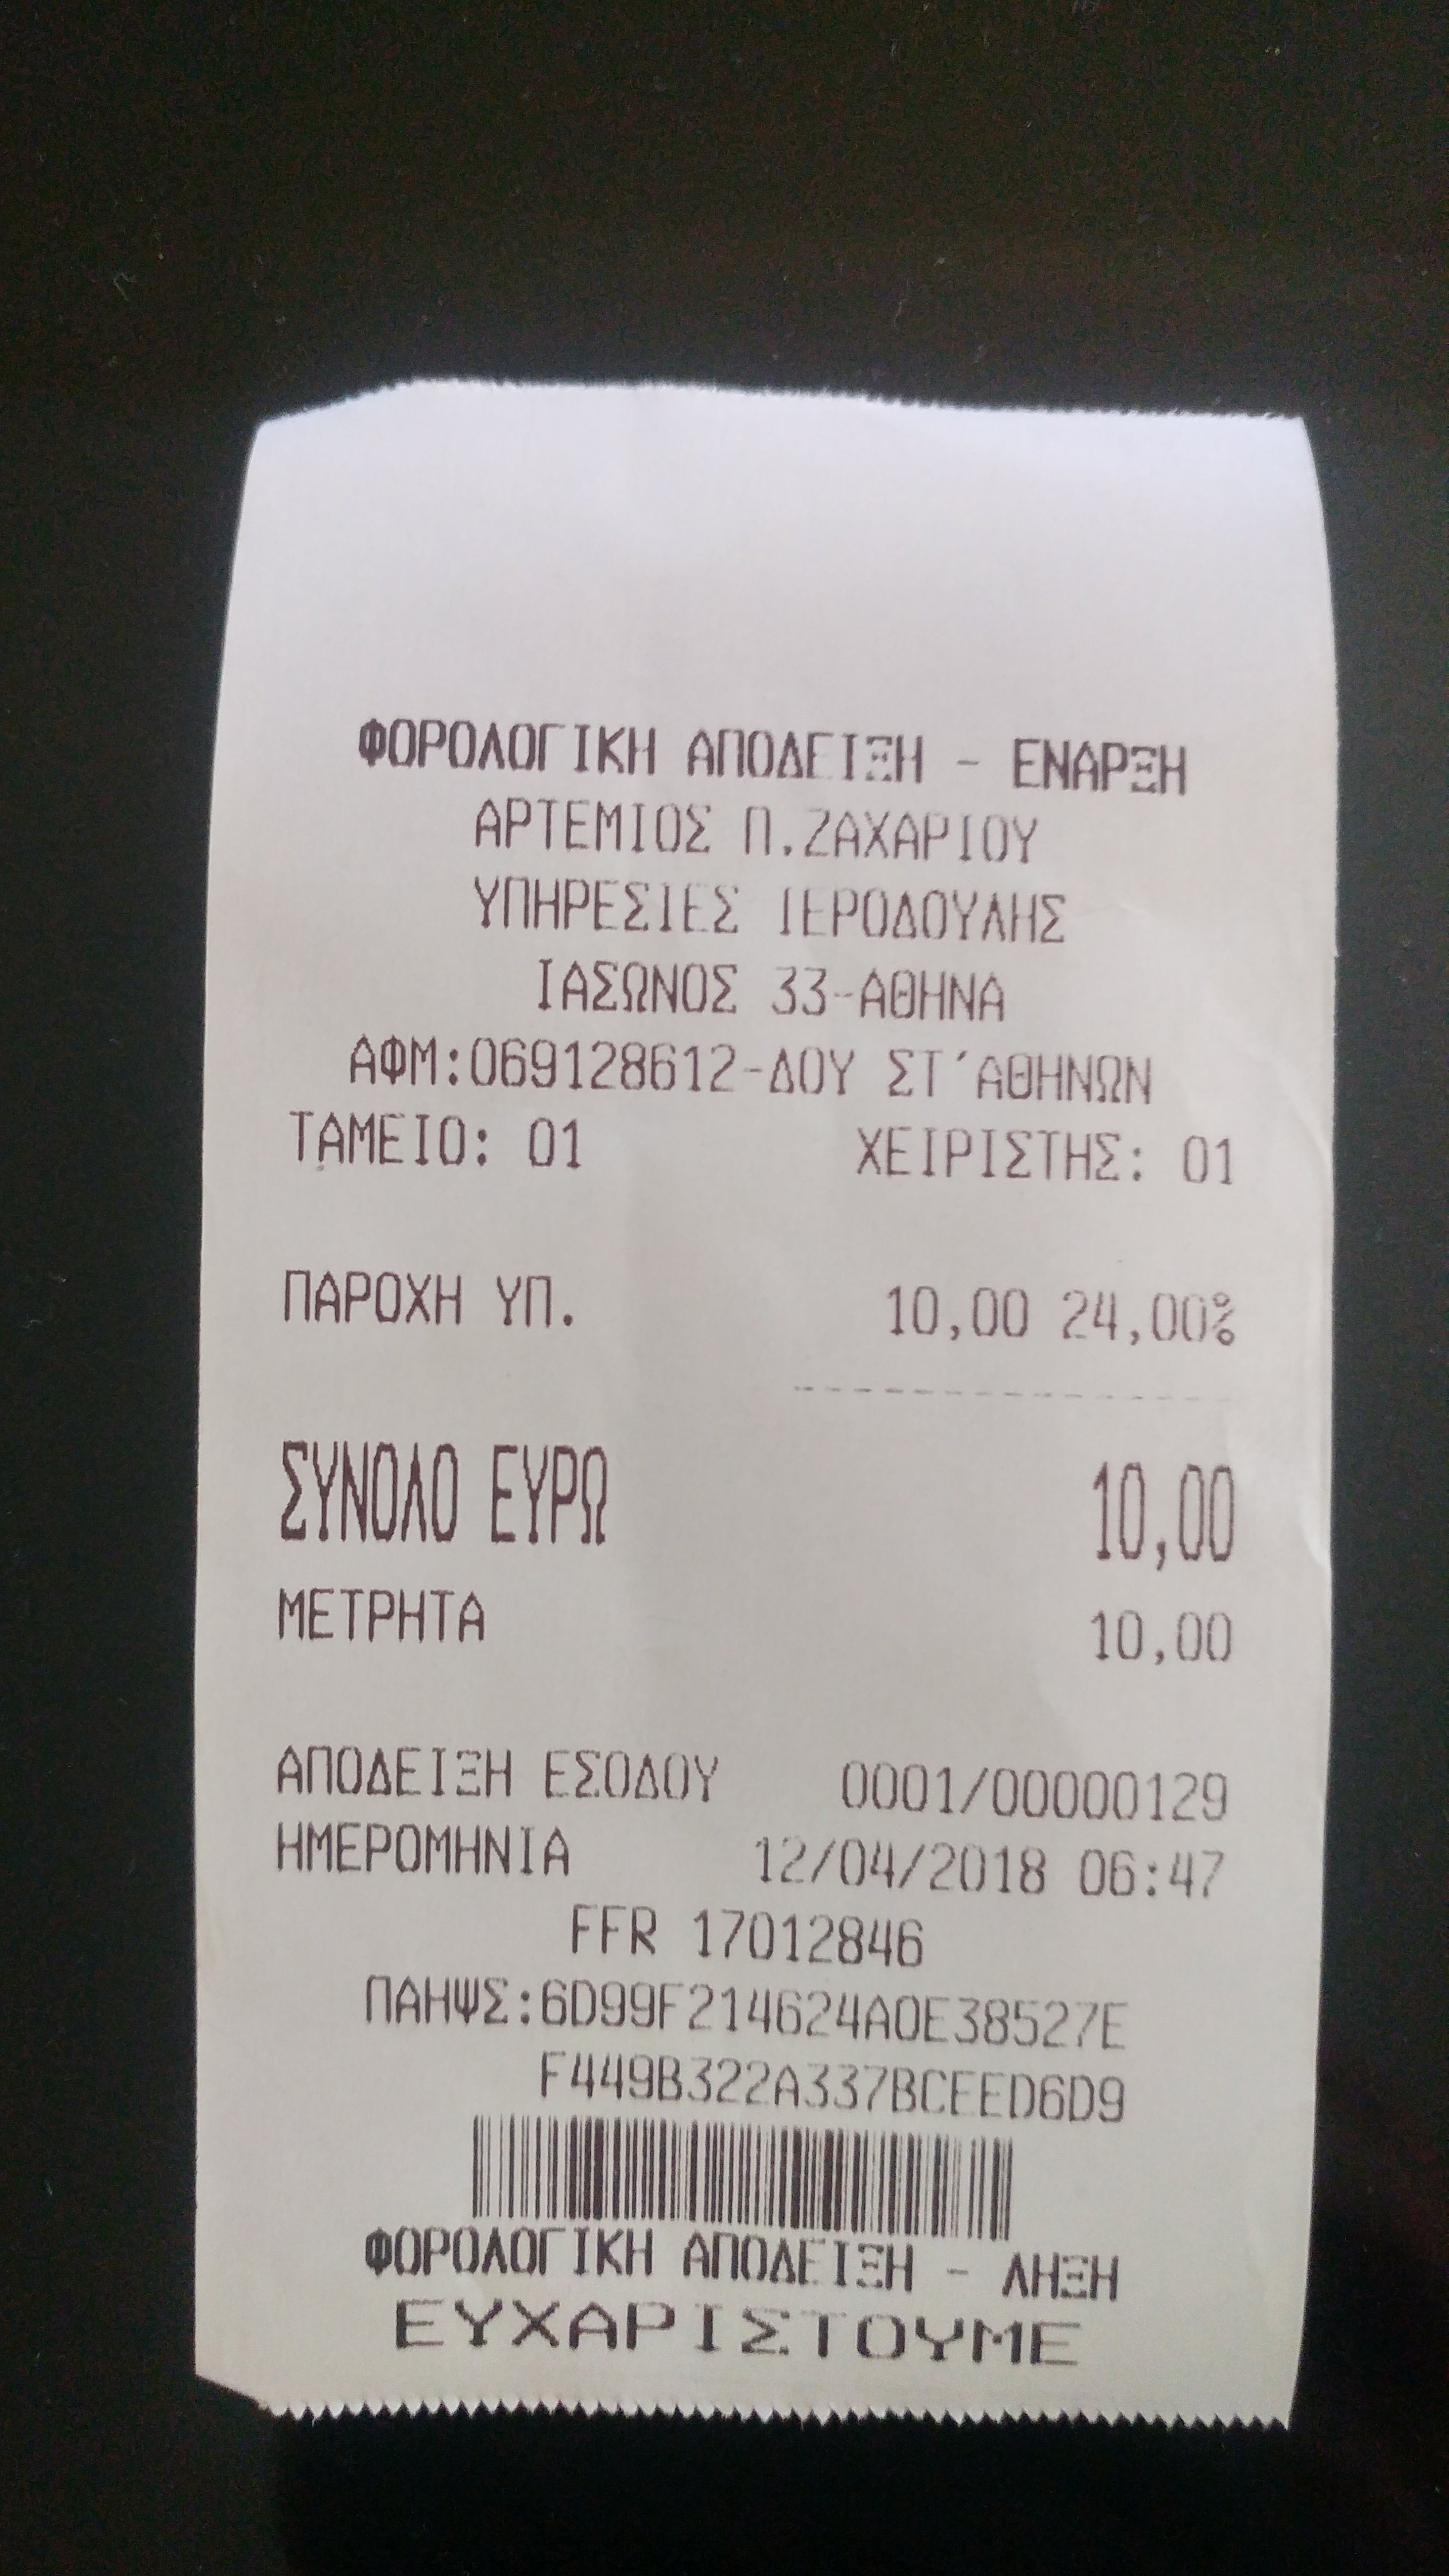 ΦΟΡΟΛΟΓΙΚΗ ΑΠΟΔΕΙΞΗ - ΕΝΑΡΞΗ
ΑΡΤΕΜΙΟΣ Π.ΖΑΧΑΡΙΟΥ
ΥΠΗΡΕΣΙΕΣ ΙΕΡΟΔΟΥΛΗΣ
ΙΑΣΩΝΟΣ 33-ΑΘΗΝΑ
ΑΦΜ:069128612-ΔΟΥ ΣΤ΄ΑΘΗΝΩΝ
ΤΑΜΕΙΟ: 01 ΧΕΙΡΙΣΤΗΣ: 01
ΠΑΡΟΧΗ ΥΠ. 10,00 24,00%
ΣΥΝΟΛΟ ΕΥΡΩ 10,00
ΜΕΤΡΗΤΑ 10,00
ΑΠΟΔΕΙΞΗ ΕΣΟΔΟΥ 0001/00000129
ΗΜΕΡΟΜΗΝΙΑ 12/04/2018 06:47
FFR 17012846
ΠΑΗΨΣ:6D99F214624A0E38527E
F449B322A337BCEED6D9
ΦΟΡΟΛΟΓΙΚΗ ΑΠΟΔΕΙΞΗ - ΛΗΞΗ
ΕΥΧΑΡΙΣΤΟΥΜΕ